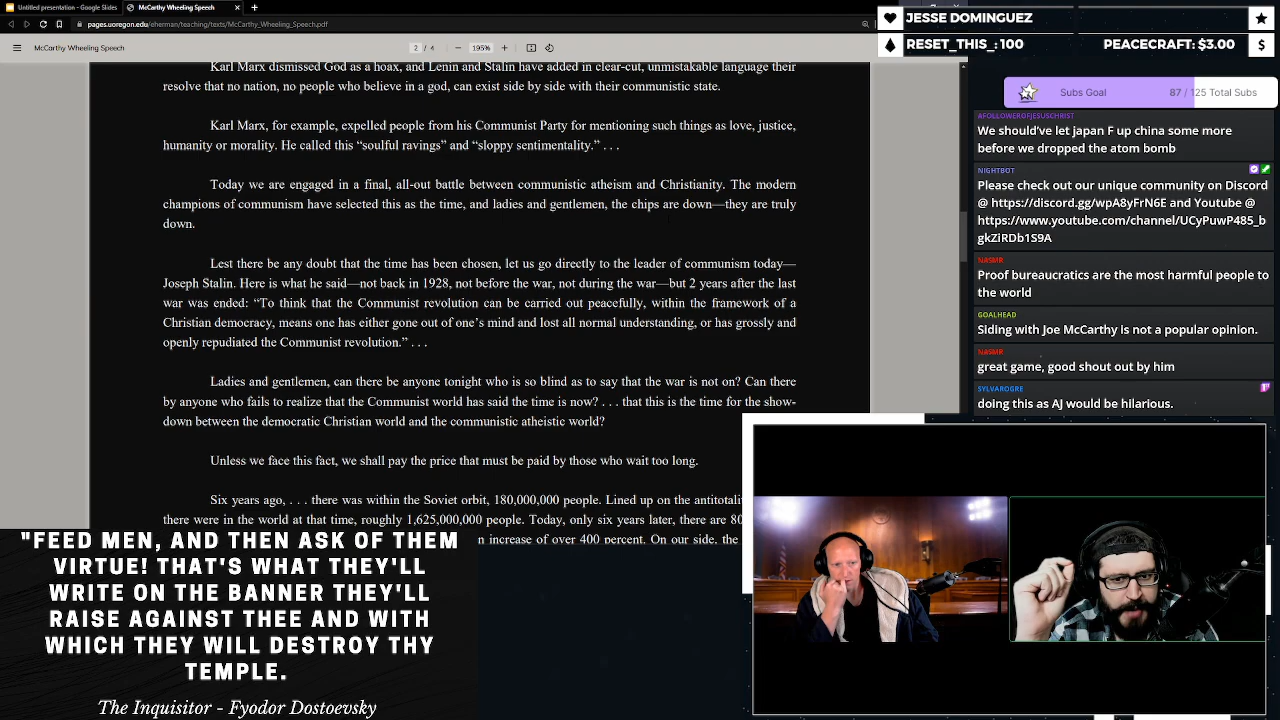 Untitled presentation - Google Slides
McCarthy_Wheeling_Speech.pdf
pages.uoregon.edu/eherman/teaching/texts/McCarthy_Wheeling_Speech.pdf
McCarthy Wheeling Speech
2 / 4
195%
Karl Marx dismissed God as a hoax, and Lenin and Stalin have added in clear-cut, unmistakable language their
resolve that no nation, no people who believe in a god, can exist side by side with their communistic state.
Karl Marx, for example, expelled people from his Communist Party for mentioning such things as love, justice,
humanity or morality. He called this “soulful ravings” and “sloppy sentimentality.” . . .
Today we are engaged in a final, all-out battle between communistic atheism and Christianity. The modern
champions of communism have selected this as the time, and ladies and gentlemen, the chips are down—they are truly
down.
Lest there be any doubt that the time has been chosen, let us go directly to the leader of communism today—
Joseph Stalin. Here is what he said—not back in 1928, not before the war, not during the war—but 2 years after the last
war was ended: “To think that the Communist revolution can be carried out peacefully, within the framework of a
Christian democracy, means one has either gone out of one’s mind and lost all normal understanding, or has grossly and
openly repudiated the Communist revolution.” . . .
Ladies and gentlemen, can there be anyone tonight who is so blind as to say that the war is not on? Can there
by anyone who fails to realize that the Communist world has said the time is now? . . . that this is the time for the show-
down between the democratic Christian world and the communistic atheistic world?
Unless we face this fact, we shall pay the price that must be paid by those who wait too long.
Six years ago, . . . there was within the Soviet orbit, 180,000,000 people. Lined up on the antitotali
there were in the world at that time, roughly 1,625,000,000 people. Today, only six years later, there are 80
n increase of over 400 percent. On our side, the
"FEED MEN, AND THEN ASK OF THEM
VIRTUE! THAT'S WHAT THEY'LL
WRITE ON THE BANNER THEY'LL
RAISE AGAINST THEE AND WITH
WHICH THEY WILL DESTROY THY
TEMPLE.
The Inquisitor - Fyodor Dostoevsky
JESSE DOMINGUEZ
RESET_THIS_: 100
PEACECRAFT: $3.00
$
Subs Goal
87 / 125 Total Subs
AFOLLOWEROFJESUSCHRIST
We should’ve let japan F up china some more
before we dropped the atom bomb
NIGHTBOT
Please check out our unique community on Discord
@ https://discord.gg/wpA8yFrN6E and Youtube @
https://www.youtube.com/channel/UCyPuwP485_b
gkZiRDb1S9A
NASMR
Proof bureaucratics are the most harmful people to
the world
GOALHEAD
Siding with Joe McCarthy is not a popular opinion.
NASMR
great game, good shout out by him
SYLVAROGRE
doing this as AJ would be hilarious.